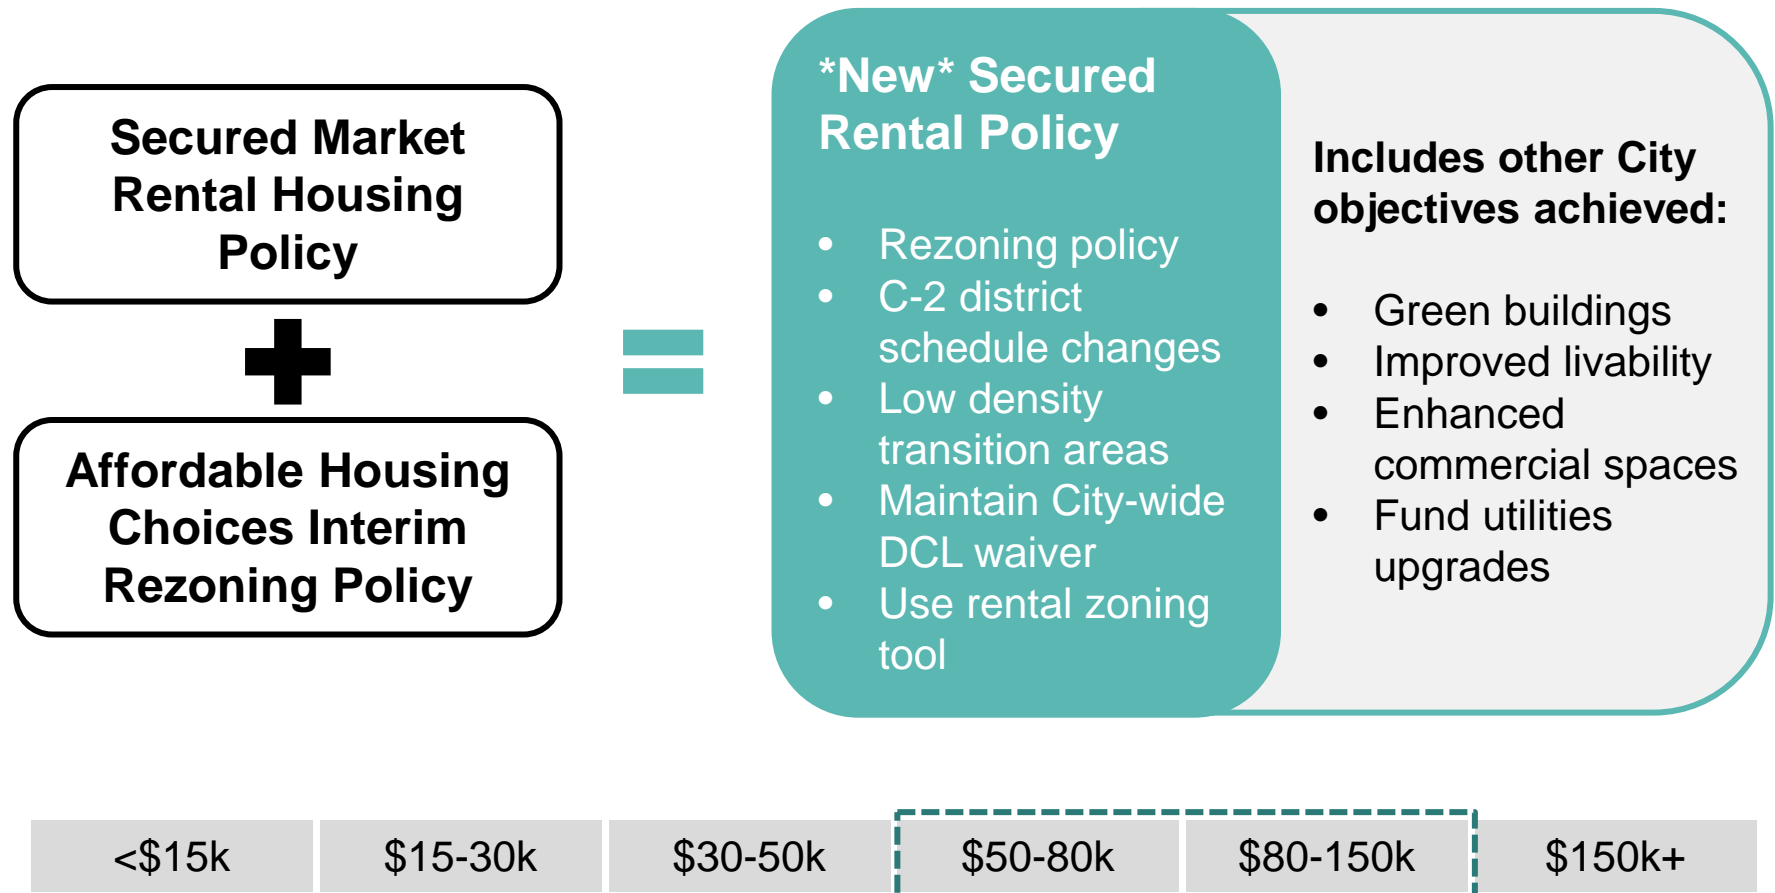 Secured Market
Rental Housing
Policy
Affordable Housing
Choices Interim
Rezoning Policy
*New* Secured
Rental Policy
• Rezoning policy
• C-2 district
schedule changes
• Low density
transition areas
• Maintain City-wide
DCL waiver
• Use rental zoning
tool
Includes other City
objectives achieved:
• Green buildings
• Improved livability
• Enhanced
commercial spaces
• Fund utilities
upgrades
<$15k $15-30k $30-50k $50-80k $80-150k $150k+